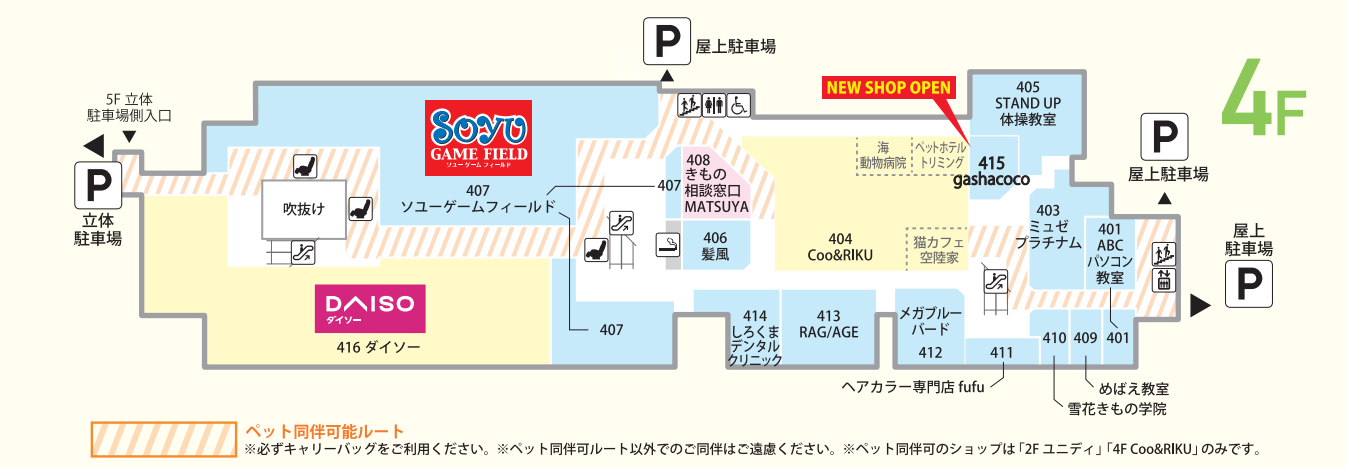 P
屋上駐車場
4F
5F 立体
駐車場側入口
P
立体
駐車場
SOYU
GAME FIELD
ソユーゲーム フィールド
407
ソユーゲームフィールド
吹抜け
DAISO
ダイソー
416 ダイソー
407
407
408
きもの
相談窓口
MATSUYA
406
髪風
404
Coo&RIKU
海
動物病院
ペットホテル
トリミング
猫カフェ
空陸家
NEW SHOP OPEN
415
gashacoco
405
STAND UP
体操教室
403
ミュゼ
プラチナム
401
ABC
パソコン
教室
P
屋上駐車場
屋上
駐車場
P
414
しろくま
デンタル
クリニック
413
RAG/AGE
メガブルー
バード
412
411
410
409
401
ヘアカラー専門店 fufu
めばえ教室
雪花きもの学院
ペット同伴可能ルート
※必ずキャリーバッグをご利用ください。※ペット同伴可ルート以外でのご同伴はご遠慮ください。※ペット同伴可のショップは「2F ユニディ」「4F Coo&RIKU」のみです。